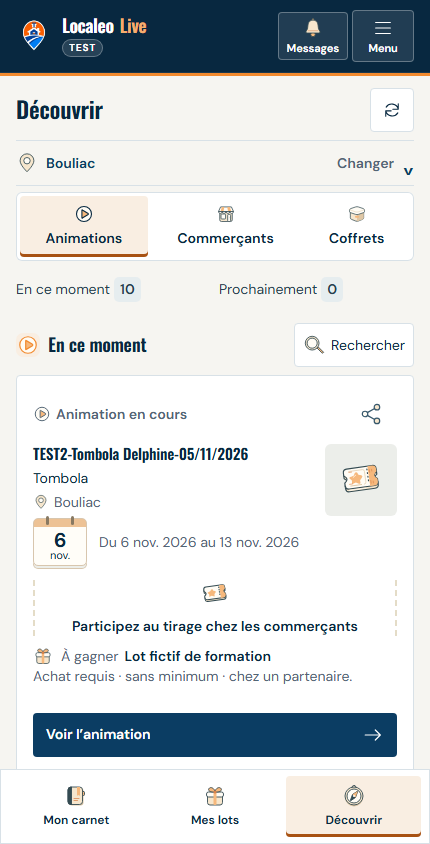 Localeo Live
TEST
Messages
Menu
Découvrir
Bouliac
Changer
Animations
Commerçants
Coffrets
En ce moment 10
Prochainement 0
En ce moment
Rechercher
Animation en cours
TEST2-Tombola Delphine-05/11/2026
Tombola
Bouliac
6
nov.
Du 6 nov. 2026 au 13 nov. 2026
Participez au tirage chez les commerçants
À gagner Lot fictif de formation
Achat requis · sans minimum · chez un partenaire.
Voir l’animation
Mon carnet
Mes lots
Découvrir